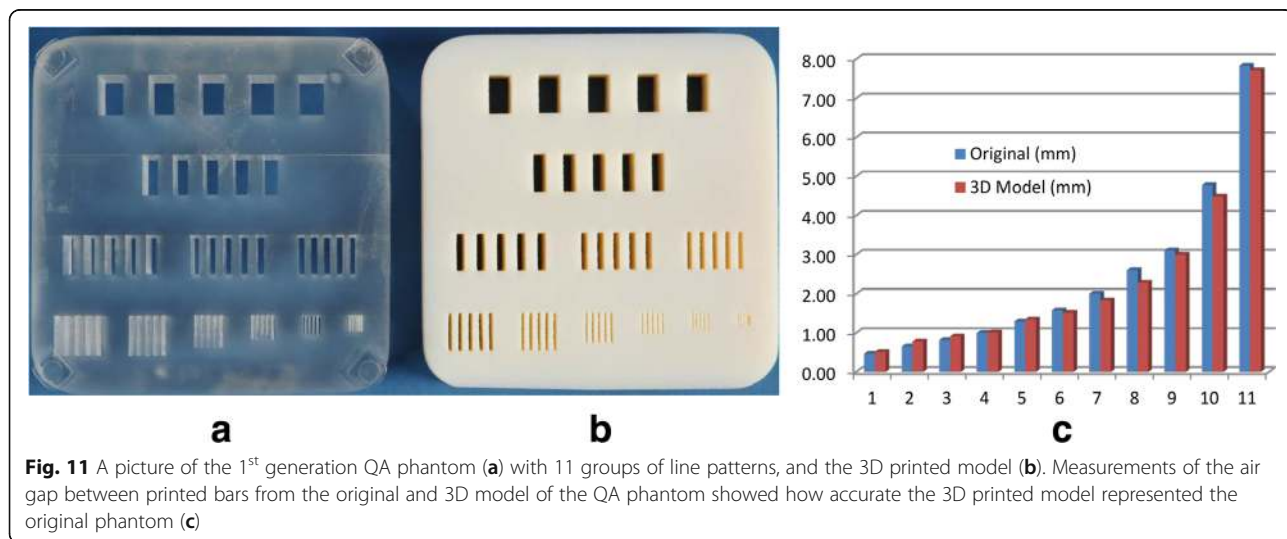 8.00
7.00
6.00
5.00
4.00
3.00
2.00
1.00
0.00
Original (mm)
3D Model (mm)
1 2 3 4 5 6 7 8 9 10 11
a b c
Fig. 11 A picture of the 1st generation QA phantom (a) with 11 groups of line patterns, and the 3D printed model (b). Measurements of the air
gap between printed bars from the original and 3D model of the QA phantom showed how accurate the 3D printed model represented the
original phantom (c)